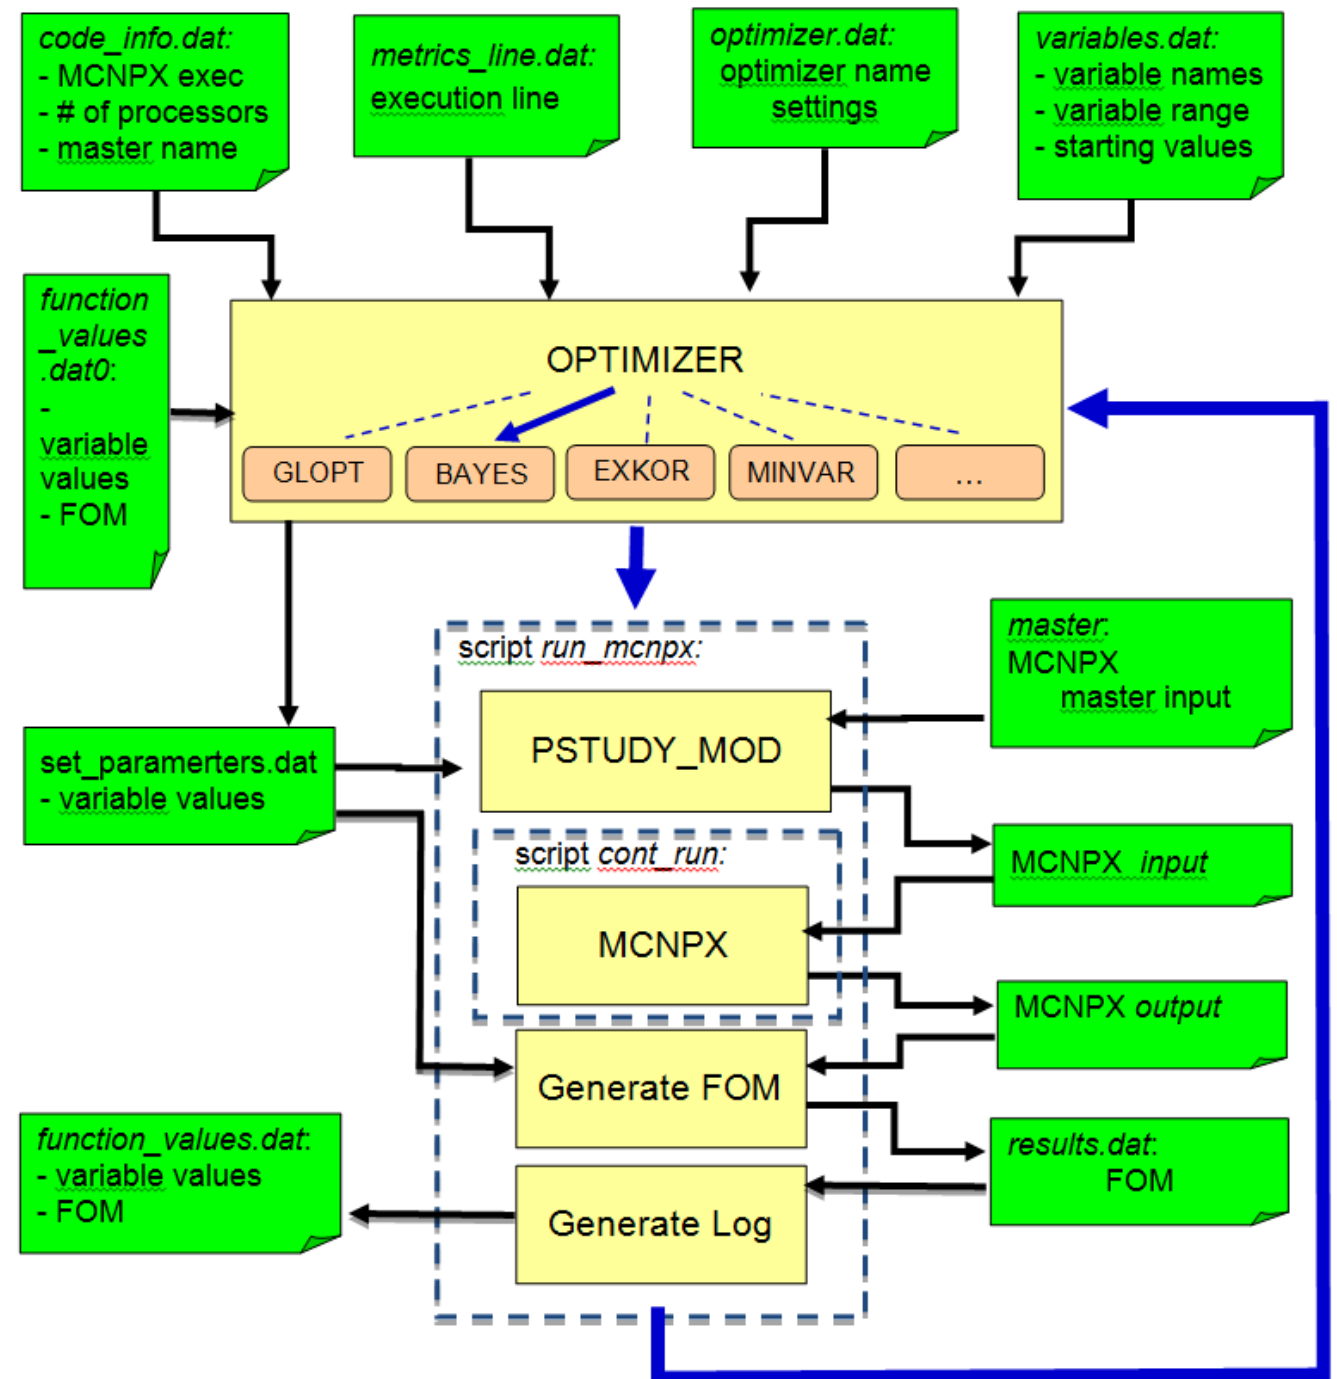 code_info.dat:
- MCNPX exec
- # of processors
- master name
metrics_line.dat:
execution line
optimizer.dat:
optimizer name
settings
variables.dat:
- variable names
- variable range
- starting values
function
_values
.dat0:
-
variable
values
- FOM
OPTIMIZER
GLOPT
BAYES
EXKOR
MINVAR
...
script run_mcnpx:
master:
MCNPX
master input
PSTUDY_MOD
set_paramerters.dat
- variable values
script cont_run:
MCNPX input
MCNPX
MCNPX output
Generate FOM
function_values.dat:
- variable values
- FOM
results.dat:
FOM
Generate Log